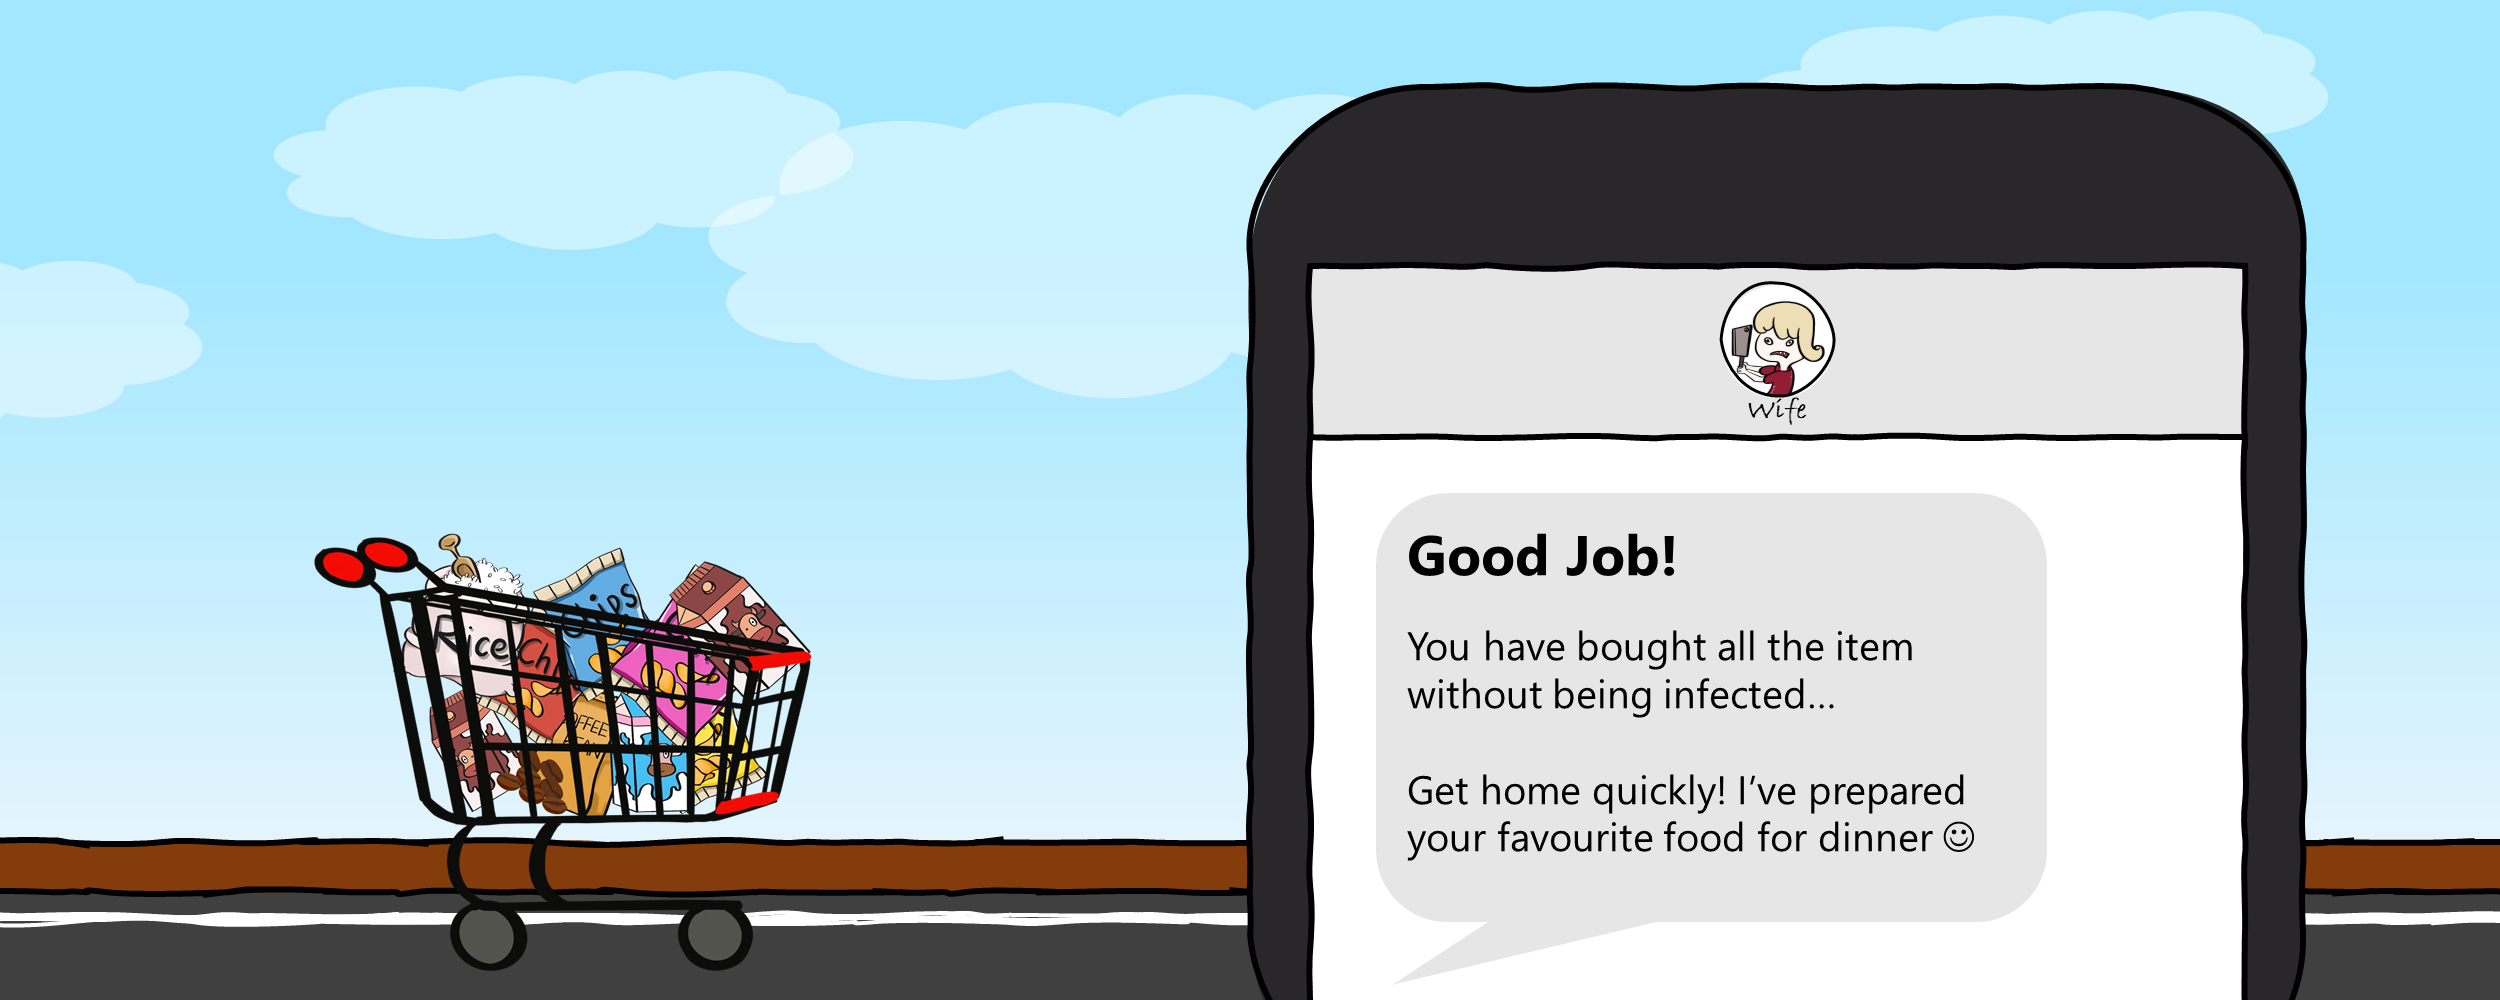 wife
Good Job!
You have bought all the item
without being infected...
Get home quickly! I've prepared
your favourite food for dinner ☺
Rice
Chips